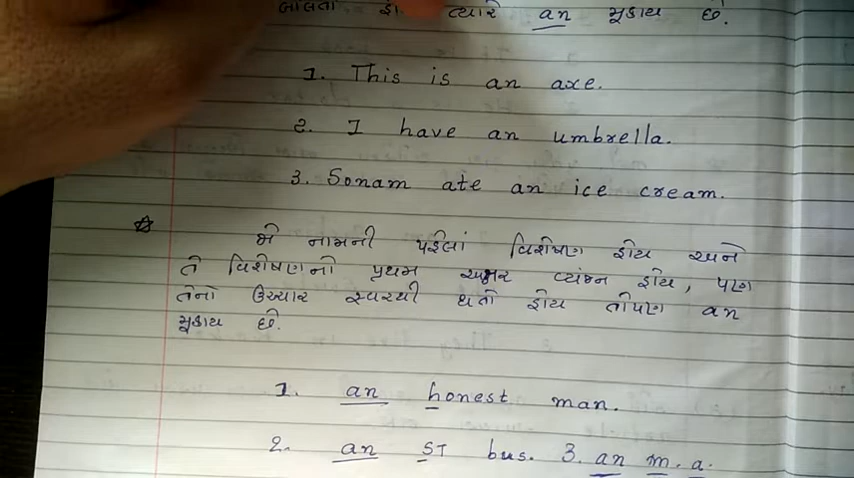 ત્યારે an મૂકાય છે.
1. This is an axe.
2. I have an umbrella.
3. Sonam ate an ice cream.
જે નામની પહેલાં વિશેષણ હોય અને
તે વિશેષણનો પ્રથમ અક્ષર વ્યંજન હોય, પણ
તેનો ઉચ્ચાર સ્વરથી થતો હોય તોપણ an
મૂકાય છે.
1. an honest man.
2. an ST bus. 3. an m.a.